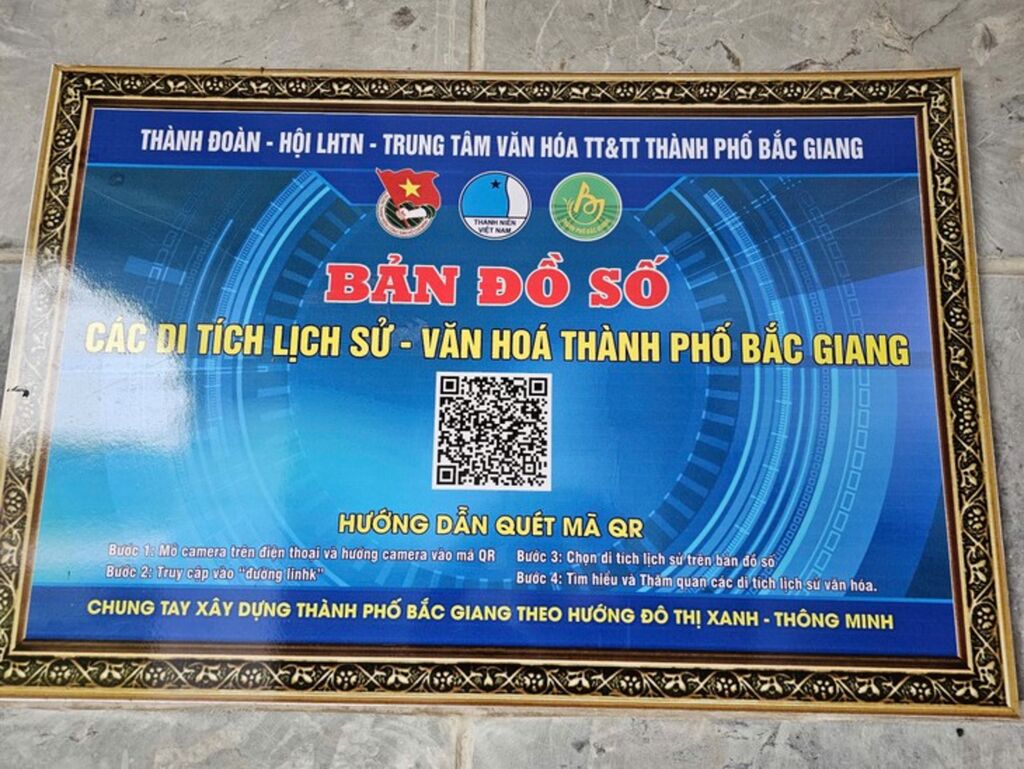 THÀNH ĐOÀN - HỘI LHTN - TRUNG TÂM VĂN HÓA TT&TT THÀNH PHỐ BẮC GIANG
THANH NIÊN
VIỆT NAM
BẢN ĐỒ SỐ
CÁC DI TÍCH LỊCH SỬ - VĂN HOÁ THÀNH PHỐ BẮC GIANG
HƯỚNG DẪN QUÉT MÃ QR
Bước 1: Mở camera trên điện thoại và hướng camera vào mã QR
Bước 2: Truy cập vào "đường linhk"
Bước 3: Chọn di tích lịch sử trên bản đồ số
Bước 4: Tìm hiểu và Thăm quan các di tích lịch sử văn hóa.
CHUNG TAY XÂY DỰNG THÀNH PHỐ BẮC GIANG THEO HƯỚNG ĐÔ THỊ XANH - THÔNG MINH